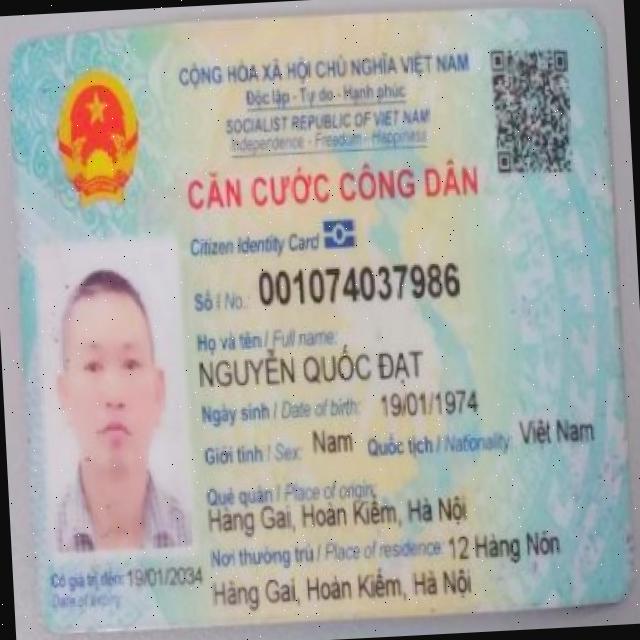 CỘNG HÒA XÃ HỘI CHỦ NGHĨA VIỆT NAM
Độc lập - Tự do - Hạnh phúc
SOCIALIST REPUBLIC OF VIET NAM
Independence - Freedom - Happiness
CĂN CƯỚC CÔNG DÂN
Citizen Identity Card
Số / No.: 001074037986
Họ và tên / Full name:
NGUYỄN QUỐC ĐẠT
Ngày sinh / Date of birth: 19/01/1974
Giới tính / Sex: Nam Quốc tịch / Nationality: Việt Nam
Quê quán / Place of origin:
Hàng Gai, Hoàn Kiếm, Hà Nội
Nơi thường trú / Place of residence: 12 Hàng Nón
Hàng Gai, Hoàn Kiếm, Hà Nội
Có giá trị đến: 19/01/2034
Date of expiry